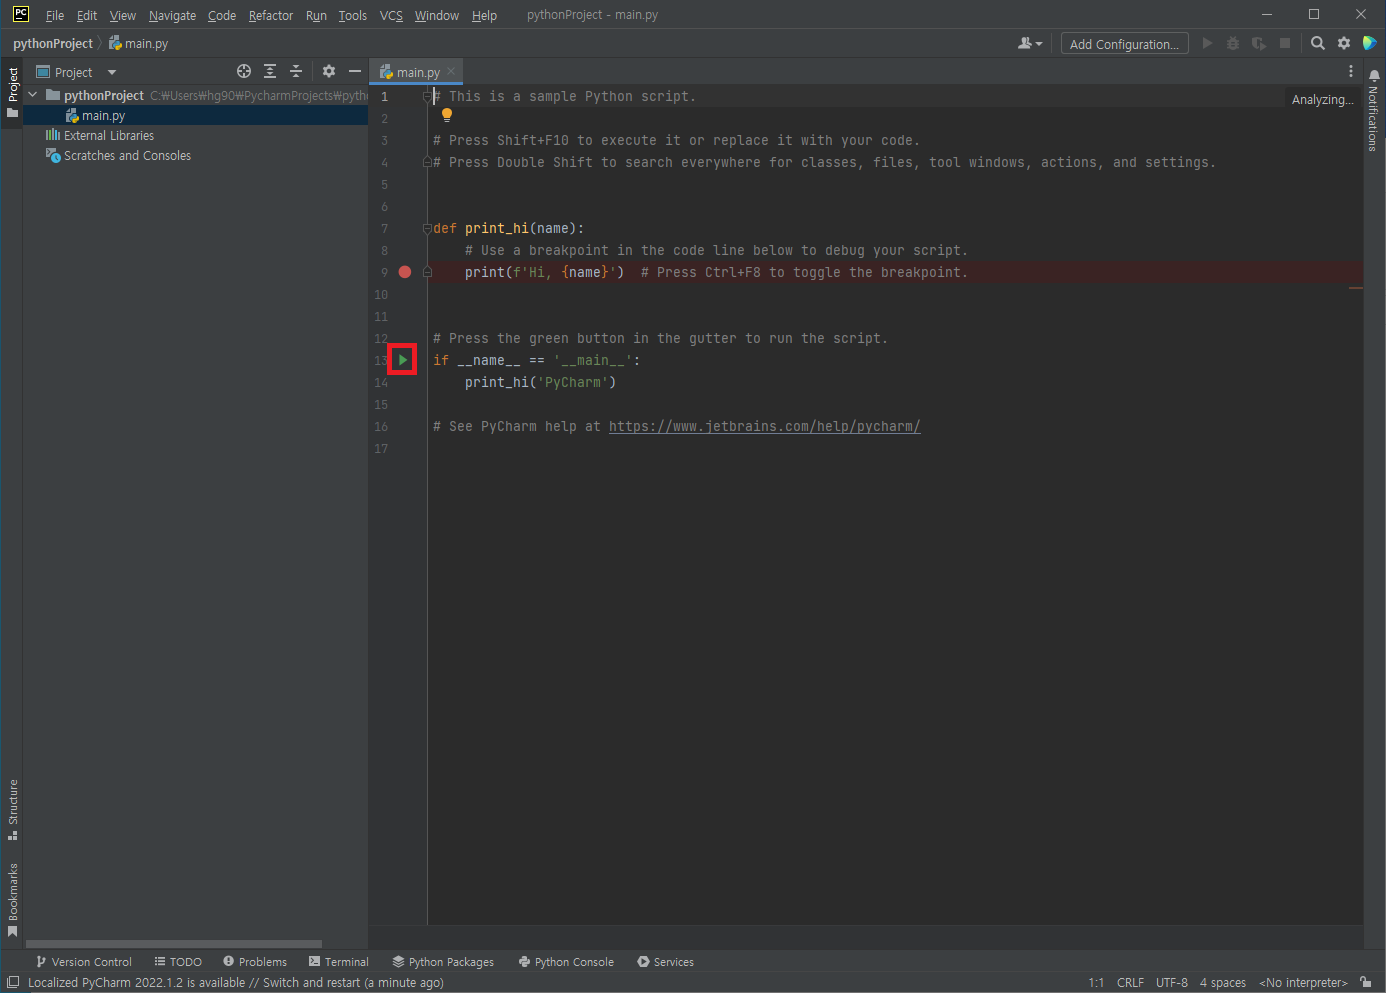 PC File Edit View Navigate Code Refactor Run Tools VCS Window Help pythonProject - main.py
pythonProject main.py Add Configuration...
Project Project main.py
Analyzing...
pythonProject C:₩Users₩hg90₩PycharmProjects₩pyth
main.py
External Libraries
Scratches and Consoles
1 # This is a sample Python script.
2
3 # Press Shift+F10 to execute it or replace it with your code.
4 # Press Double Shift to search everywhere for classes, files, tool windows, actions, and settings.
5
6
7 def print_hi(name):
8     # Use a breakpoint in the code line below to debug your script.
9     print(f'Hi, {name}')  # Press Ctrl+F8 to toggle the breakpoint.
10
11
12 # Press the green button in the gutter to run the script.
13 if __name__ == '__main__':
14     print_hi('PyCharm')
15
16 # See PyCharm help at https://www.jetbrains.com/help/pycharm/
17
Notifications
Structure
Bookmarks
Version Control TODO Problems Terminal Python Packages Python Console Services
Localized PyCharm 2022.1.2 is available // Switch and restart (a minute ago) 1:1 CRLF UTF-8 4 spaces <No interpreter>